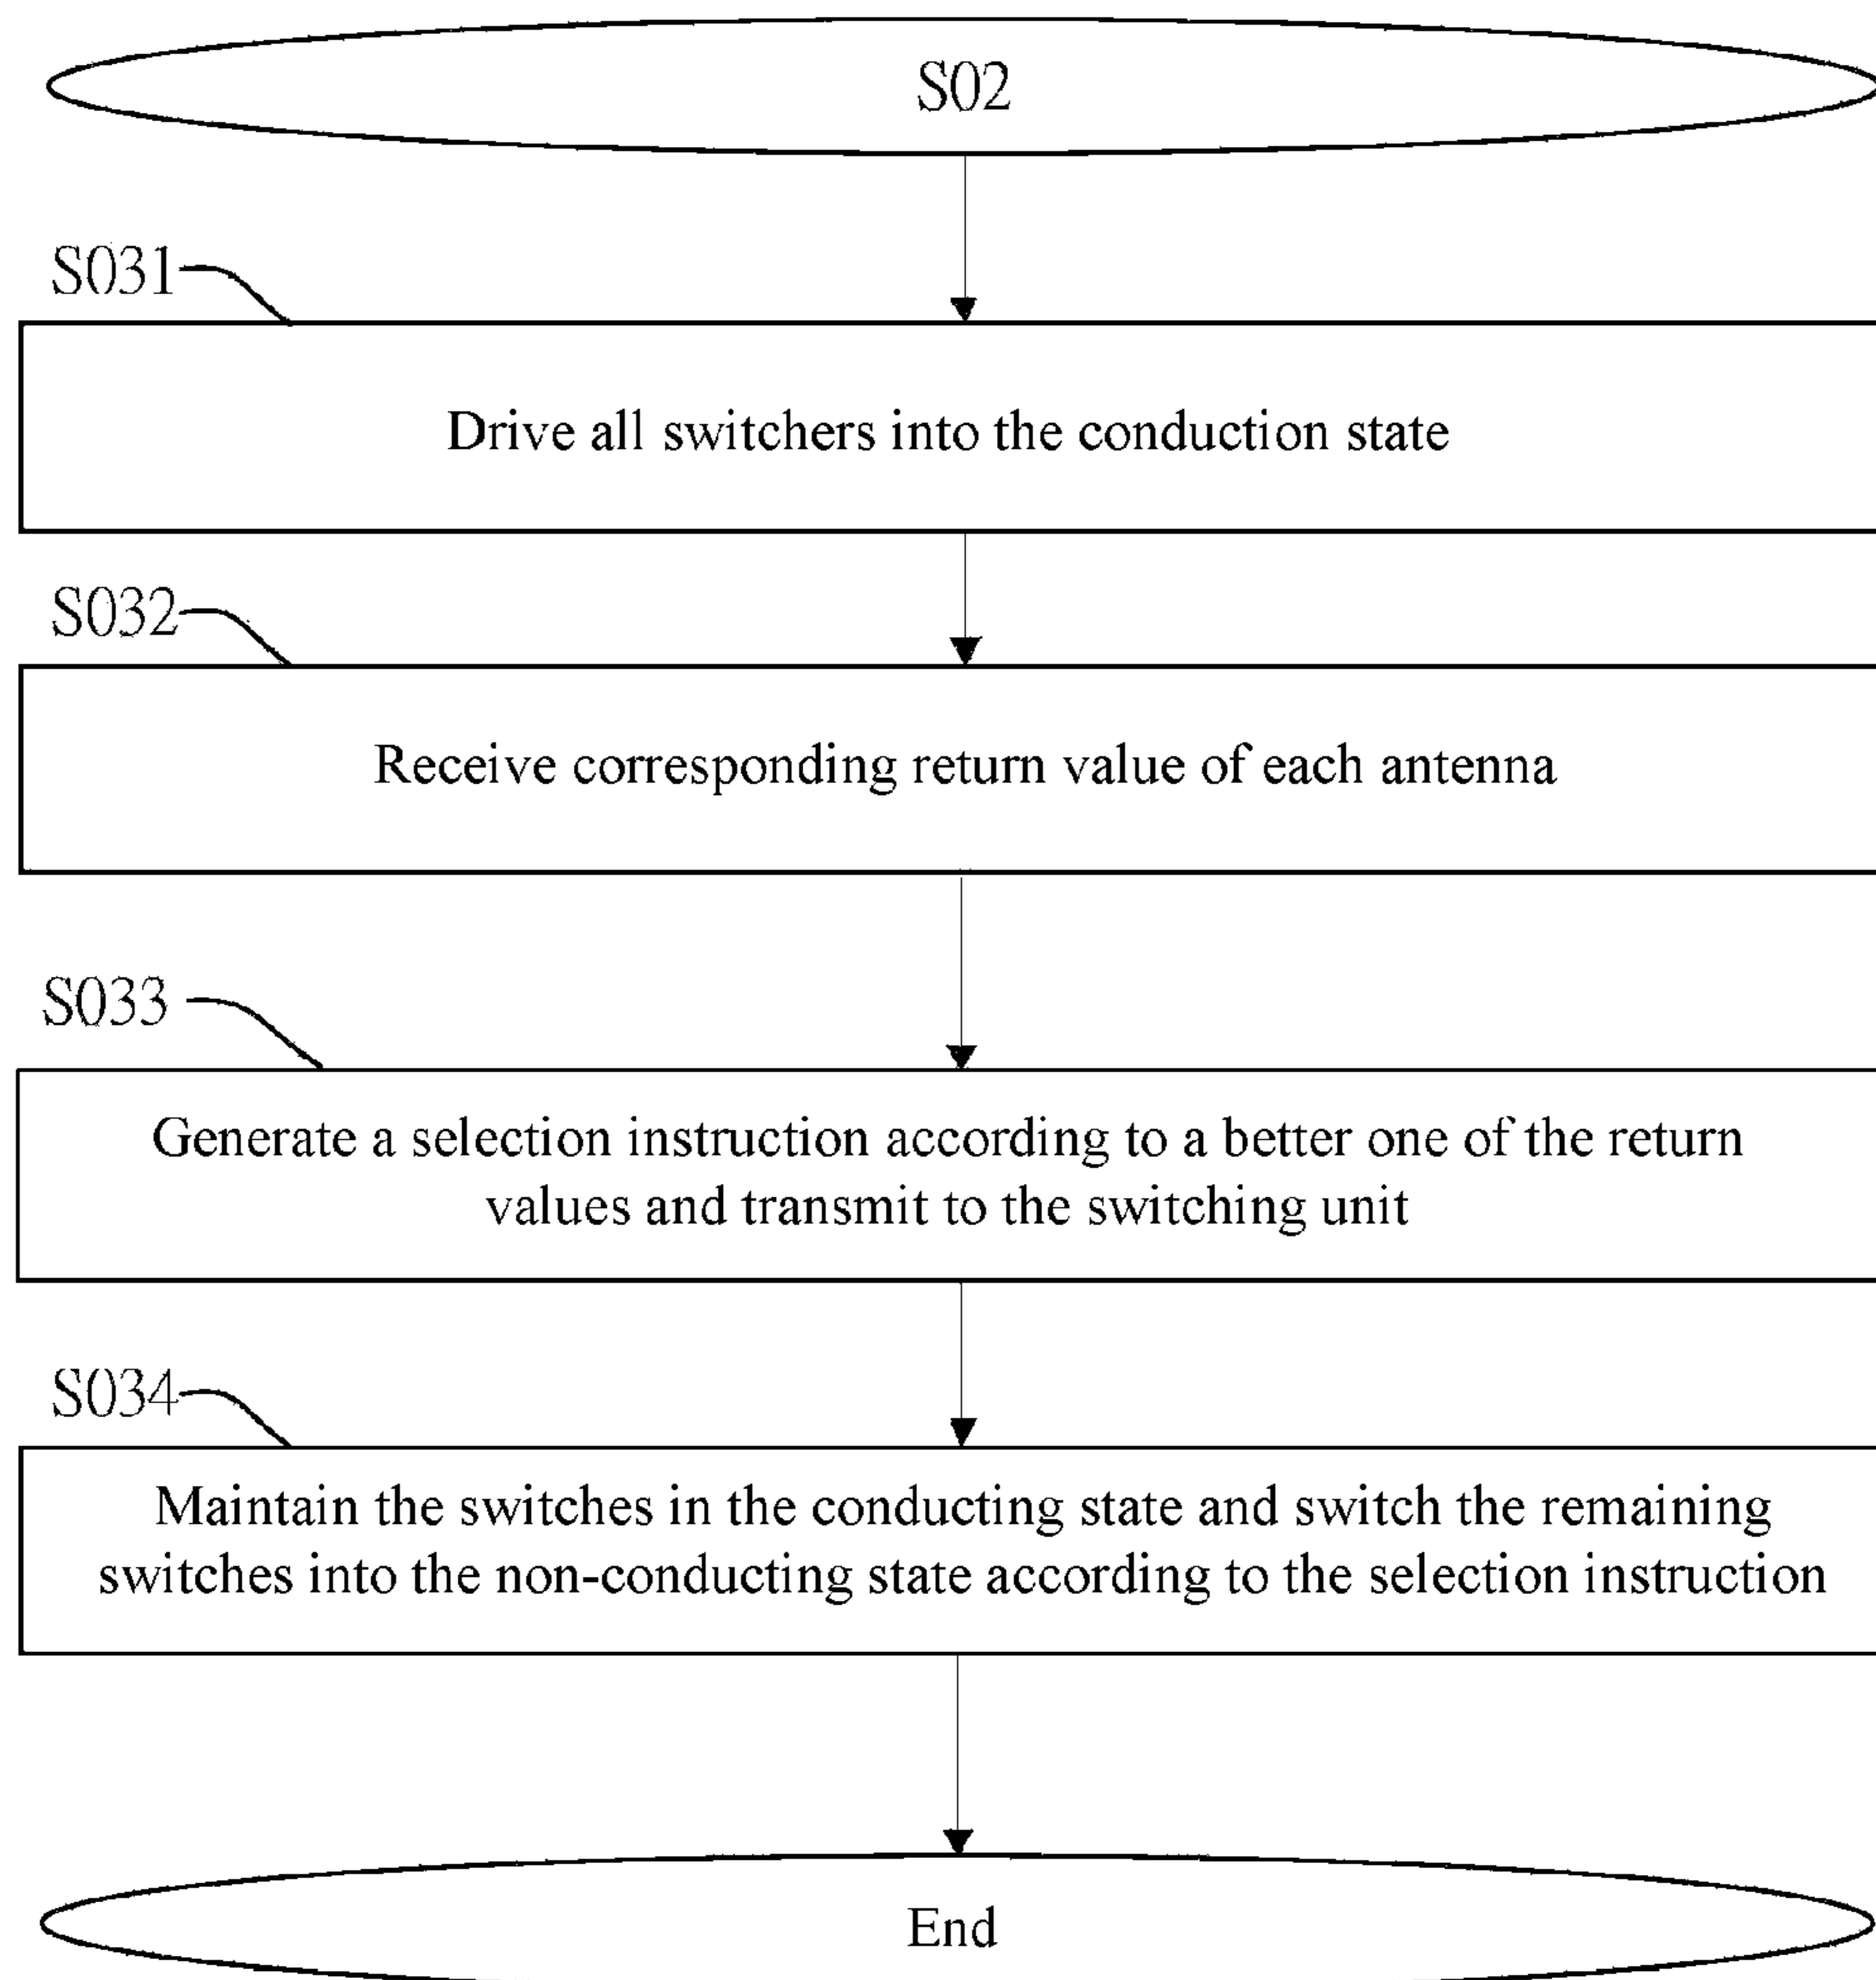 S02
S031
Drive all switchers into the conduction state
S032
Receive corresponding return value of each antenna
S033
Generate a selection instruction according to a better one of the return
values and transmit to the switching unit
S034
Maintain the switches in the conducting state and switch the remaining
switches into the non-conducting state according to the selection instruction
End